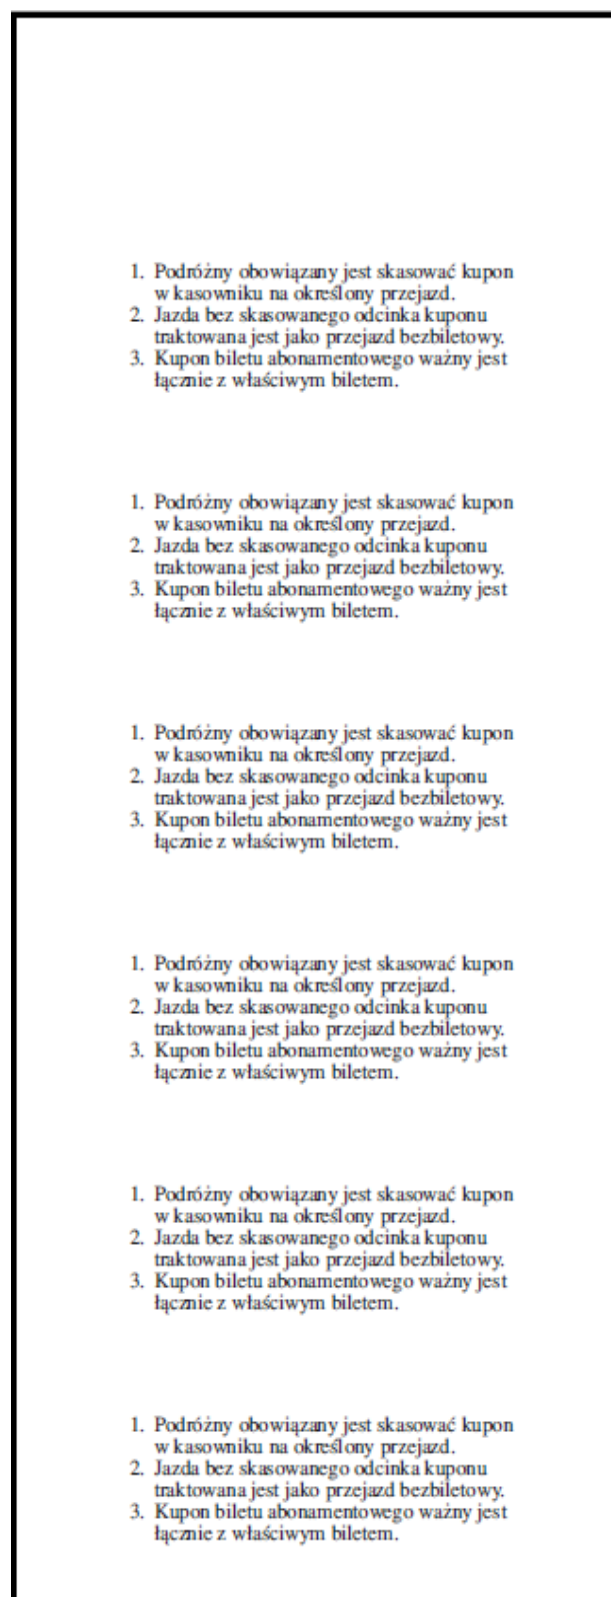 1. Podróżny obowiązany jest skasować kupon
w kasowniku na określony przejazd.
2. Jazda bez skasowanego odcinka kuponu
traktowana jest jako przejazd bezbiletowy.
3. Kupon biletu abonamentowego ważny jest
łącznie z właściwym biletem.
1. Podróżny obowiązany jest skasować kupon
w kasowniku na określony przejazd.
2. Jazda bez skasowanego odcinka kuponu
traktowana jest jako przejazd bezbiletowy.
3. Kupon biletu abonamentowego ważny jest
łącznie z właściwym biletem.
1. Podróżny obowiązany jest skasować kupon
w kasowniku na określony przejazd.
2. Jazda bez skasowanego odcinka kuponu
traktowana jest jako przejazd bezbiletowy.
3. Kupon biletu abonamentowego ważny jest
łącznie z właściwym biletem.
1. Podróżny obowiązany jest skasować kupon
w kasowniku na określony przejazd.
2. Jazda bez skasowanego odcinka kuponu
traktowana jest jako przejazd bezbiletowy.
3. Kupon biletu abonamentowego ważny jest
łącznie z właściwym biletem.
1. Podróżny obowiązany jest skasować kupon
w kasowniku na określony przejazd.
2. Jazda bez skasowanego odcinka kuponu
traktowana jest jako przejazd bezbiletowy.
3. Kupon biletu abonamentowego ważny jest
łącznie z właściwym biletem.
1. Podróżny obowiązany jest skasować kupon
w kasowniku na określony przejazd.
2. Jazda bez skasowanego odcinka kuponu
traktowana jest jako przejazd bezbiletowy.
3. Kupon biletu abonamentowego ważny jest
łącznie z właściwym biletem.